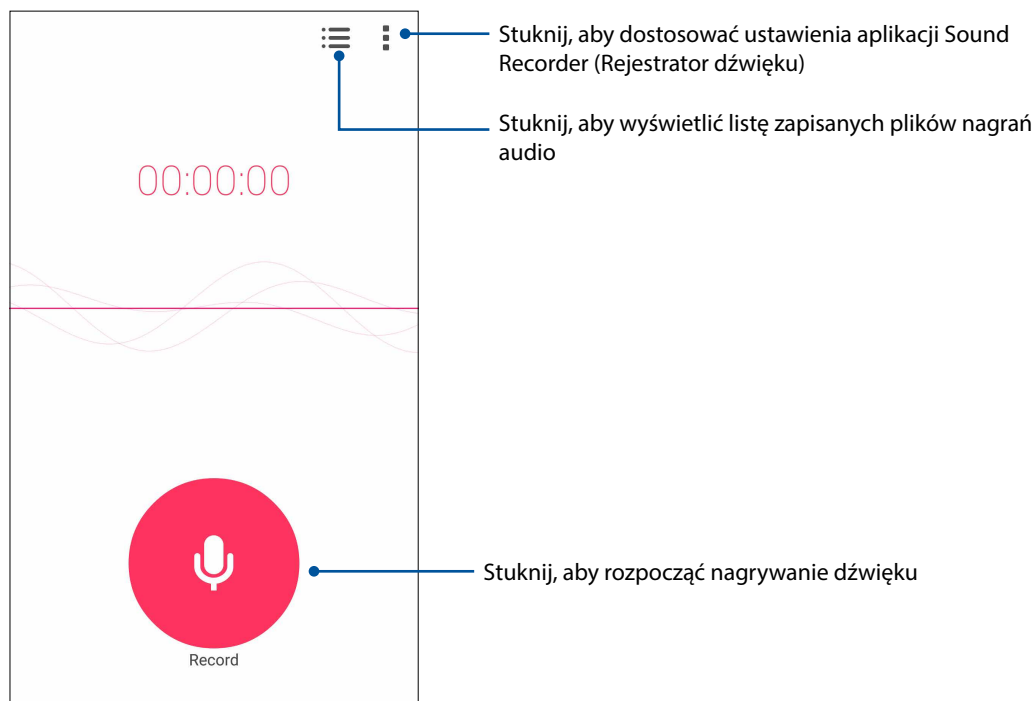 Stuknij, aby dostosować ustawienia aplikacji Sound
Recorder (Rejestrator dźwięku)
Stuknij, aby wyświetlić listę zapisanych plików nagrań
audio
00:00:00
Stuknij, aby rozpocząć nagrywanie dźwięku
Record